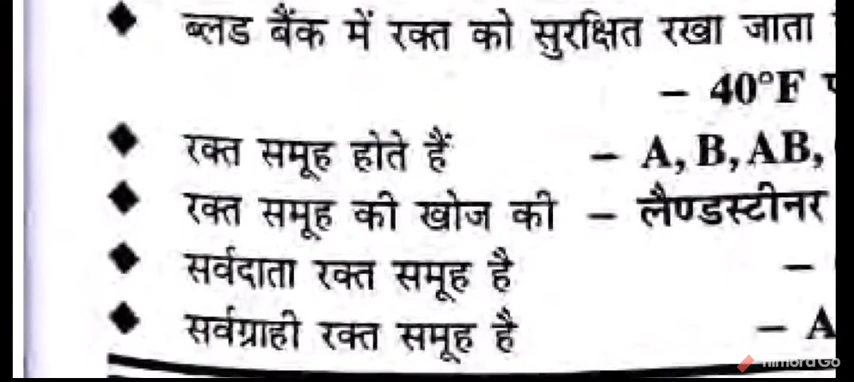 ◆ ब्लड बैंक में रक्त को सुरक्षित रखा जाता
– 40°F
◆ रक्त समूह होते हैं – A, B, AB,
◆ रक्त समूह की खोज की – लैण्डस्टीनर
◆ सर्वदाता रक्त समूह है –
◆ सर्वग्राही रक्त समूह है – A